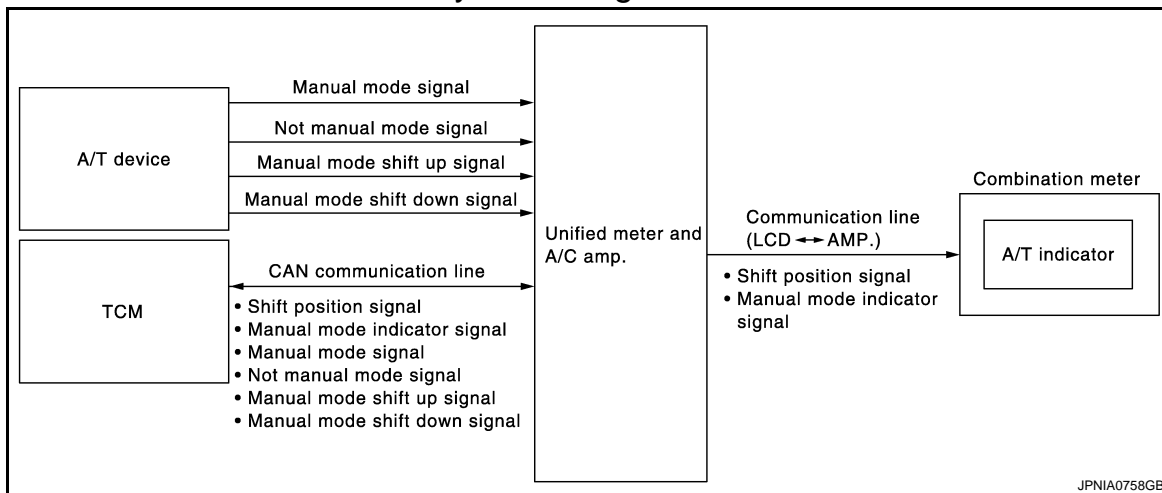 A/T device
Manual mode signal
Not manual mode signal
Manual mode shift up signal
Manual mode shift down signal
TCM
CAN communication line
• Shift position signal
• Manual mode indicator signal
• Manual mode signal
• Not manual mode signal
• Manual mode shift up signal
• Manual mode shift down signal
Unified meter and
A/C amp.
Communication line
(LCD ↔ AMP.)
• Shift position signal
• Manual mode indicator
signal
Combination meter
A/T indicator
JPNIA0758GB